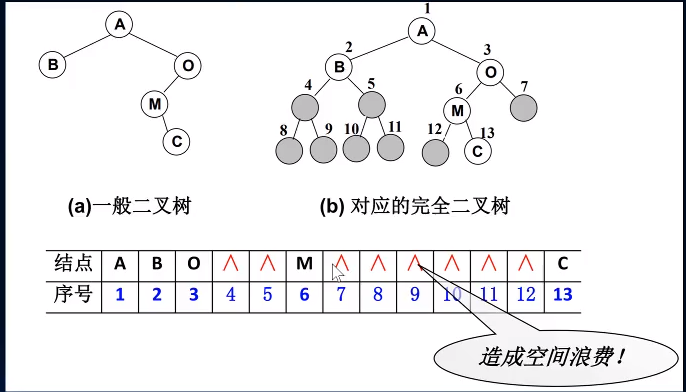 1
A
A
2
3
B
O
B
O
4
5
6
7
M
M
8
9
10
11
12
13
C
C
(a)一般二叉树
(b) 对应的完全二叉树
结点 A B O ∧ ∧ M ∧ ∧ ∧ ∧ ∧ ∧ C
序号 1 2 3 4 5 6 7 8 9 10 11 12 13
造成空间浪费！